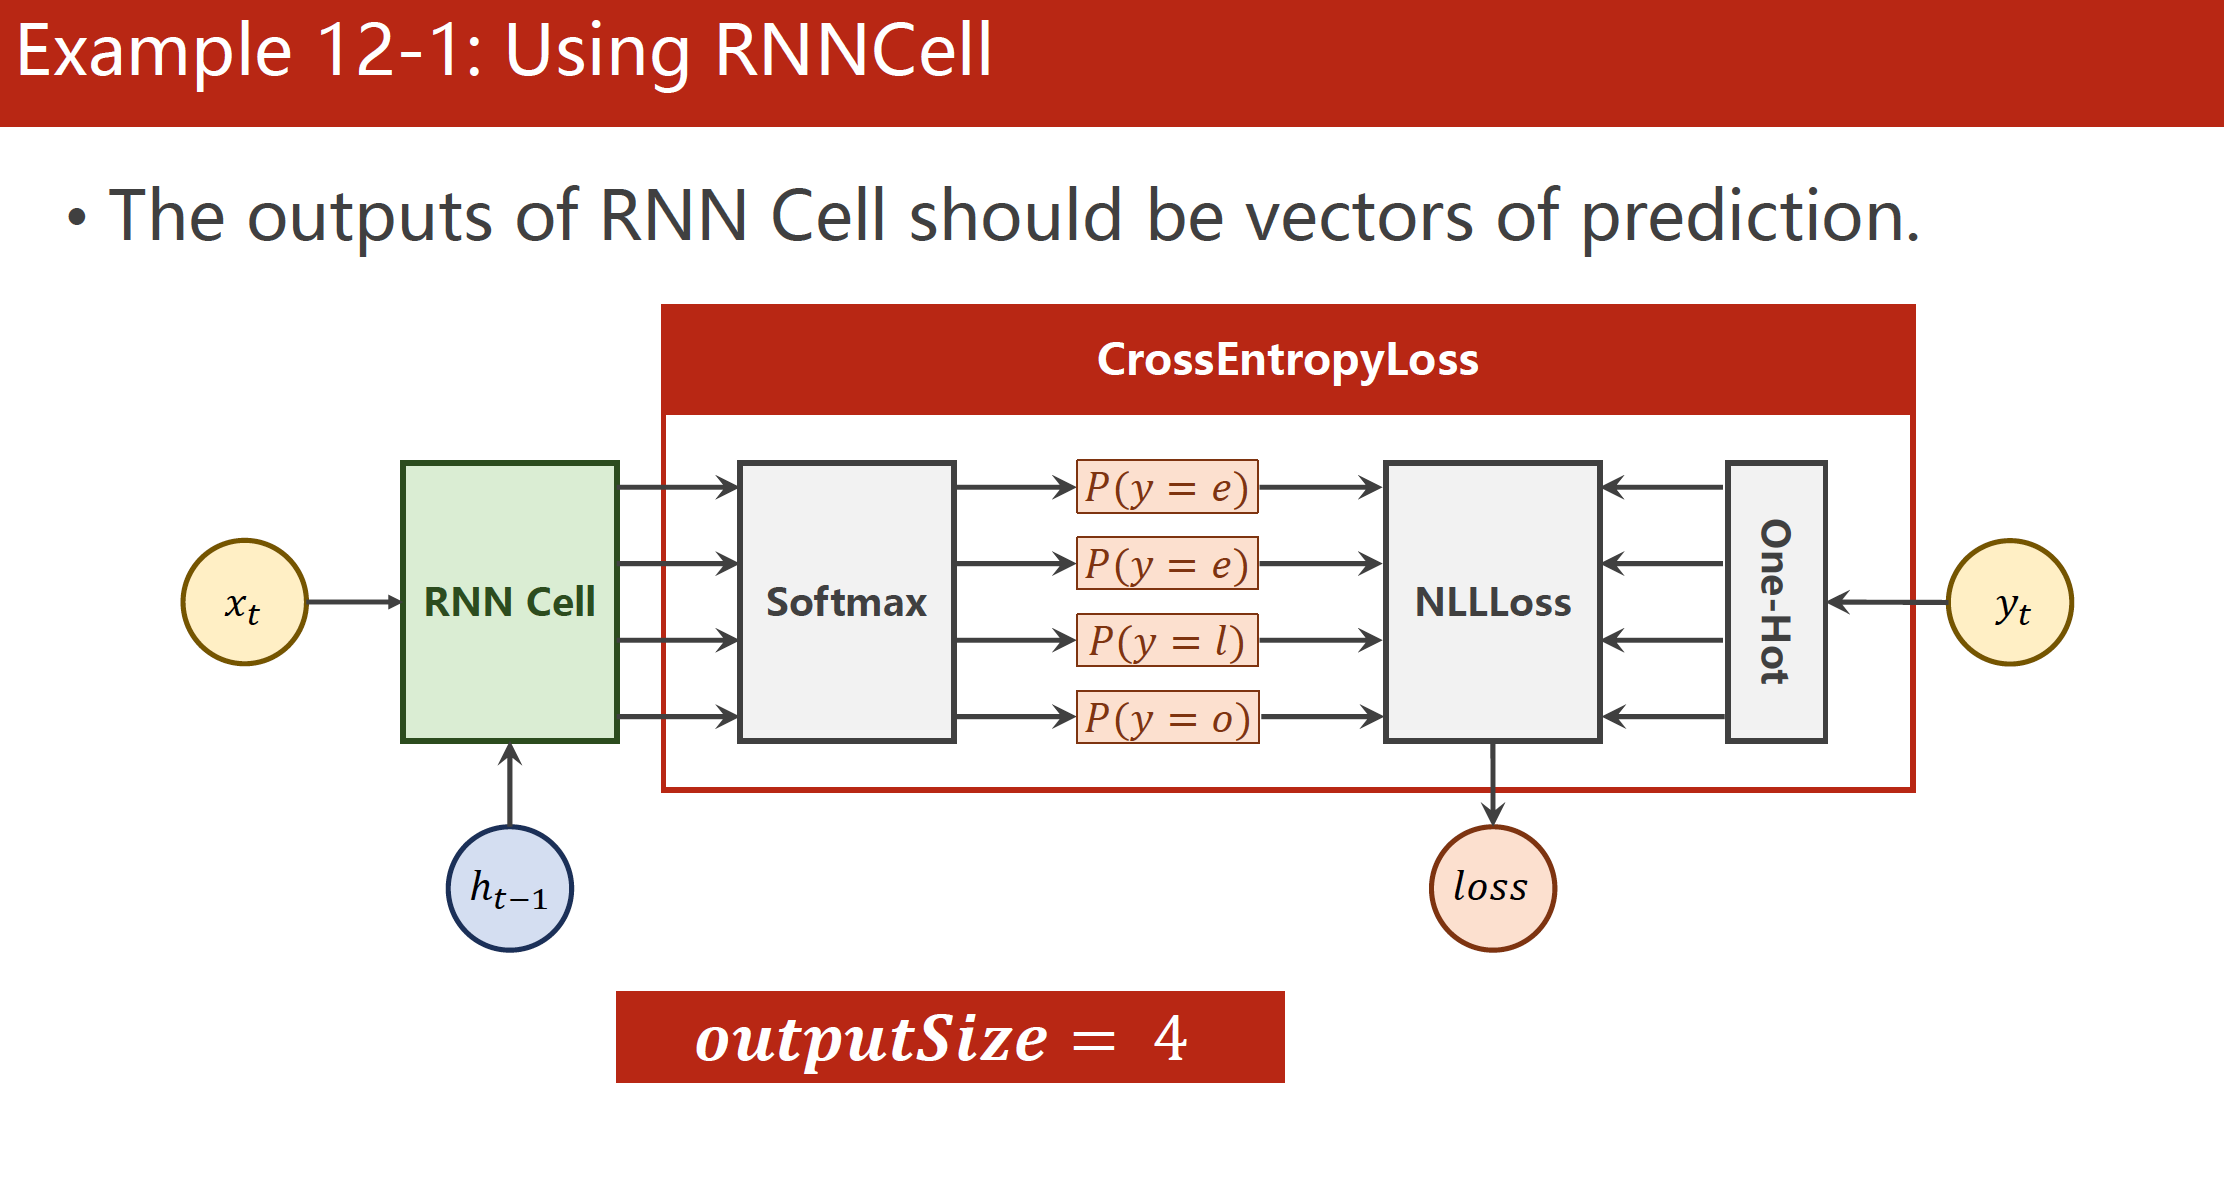 Example 12-1: Using RNNCell
• The outputs of RNN Cell should be vectors of prediction.
CrossEntropyLoss
x_t
RNN Cell
Softmax
P(y = e)
P(y = e)
P(y = l)
P(y = o)
NLLLoss
One-Hot
y_t
h_{t-1}
loss
outputSize = 4